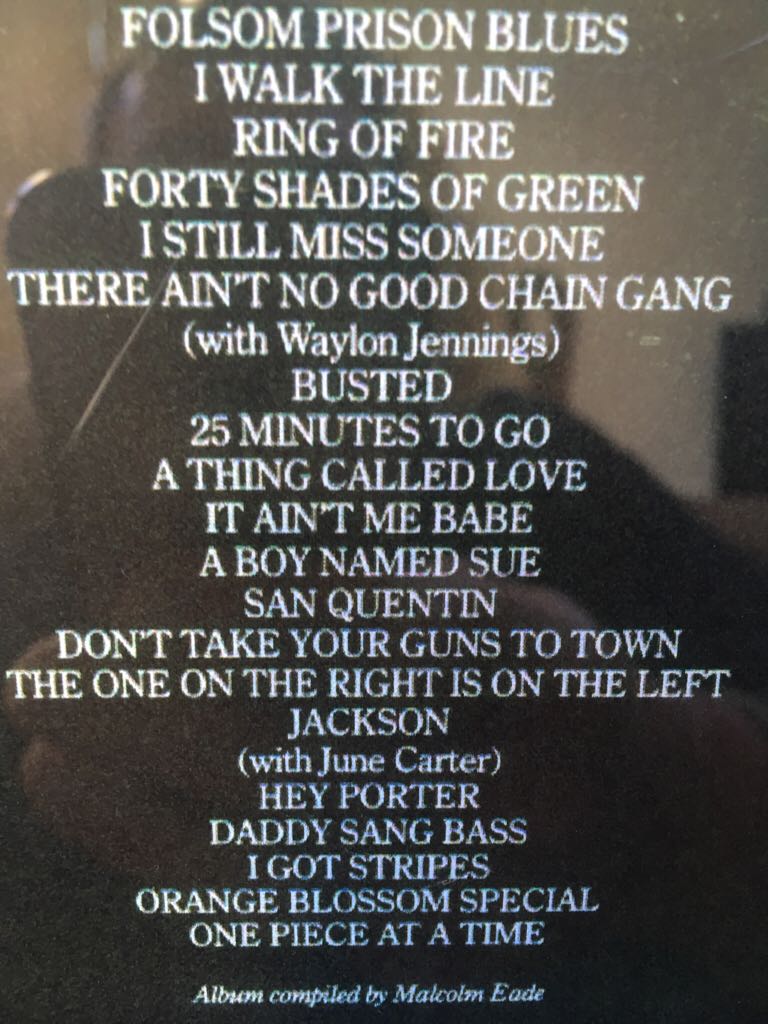 FOLSOM PRISON BLUES
I WALK THE LINE
RING OF FIRE
FORTY SHADES OF GREEN
I STILL MISS SOMEONE
THERE AIN'T NO GOOD CHAIN GANG
(with Waylon Jennings)
BUSTED
25 MINUTES TO GO
A THING CALLED LOVE
IT AIN'T ME BABE
A BOY NAMED SUE
SAN QUENTIN
DON'T TAKE YOUR GUNS TO TOWN
THE ONE ON THE RIGHT IS ON THE LEFT
JACKSON
(with June Carter)
HEY PORTER
DADDY SANG BASS
I GOT STRIPES
ORANGE BLOSSOM SPECIAL
ONE PIECE AT A TIME
Album compiled by Malcolm Eade